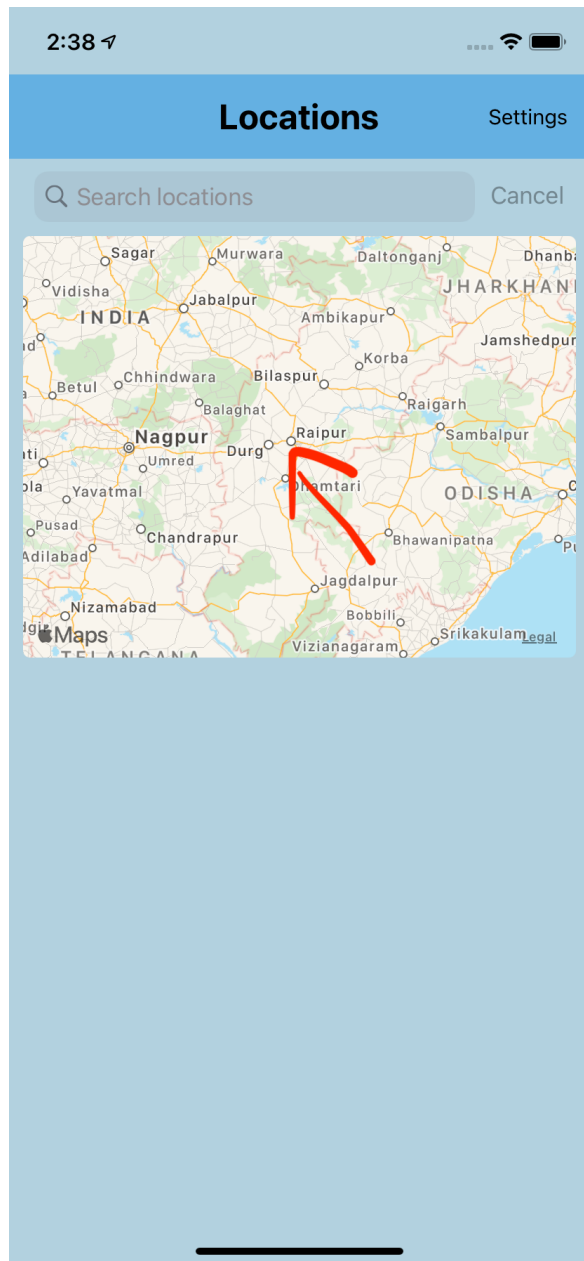 2:38
Locations
Settings
Search locations
Cancel
Sagar
Murwara
Daltonganj
Dhanba
Vidisha
Jabalpur
JHARKHAN
INDIA
Ambikapur
Jamshedpur
Korba
Betul
Chhindwara
Bilaspur
Balaghat
Raigarh
Nagpur
Durg
Raipur
Sambalpur
Umred
Yavatmal
Dhamtari
ODISHA
Pusad
Chandrapur
Bhawanipatna
Adilabad
Jagdalpur
Nizamabad
Bobbili
Maps
Srikakulam
Legal
TELANGANA
Vizianagaram